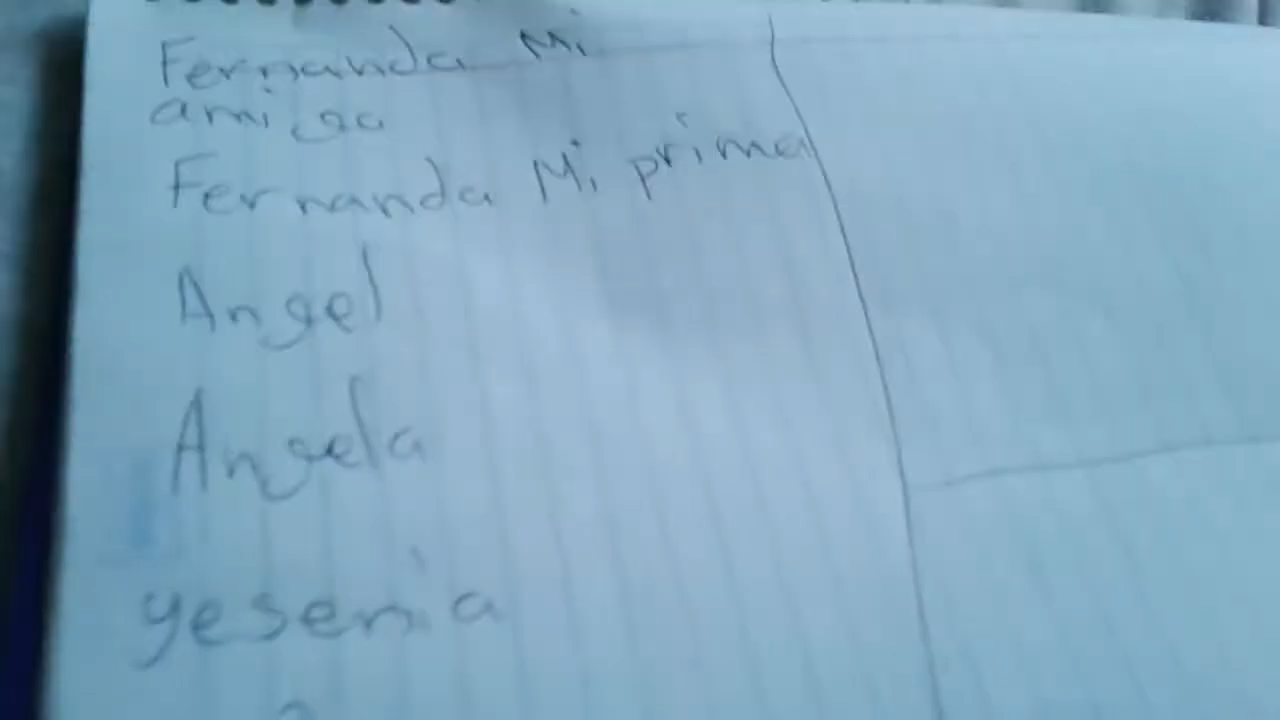 Fernanda Mi
amiga
Fernanda Mi prima
Angel
Angela
yesenia